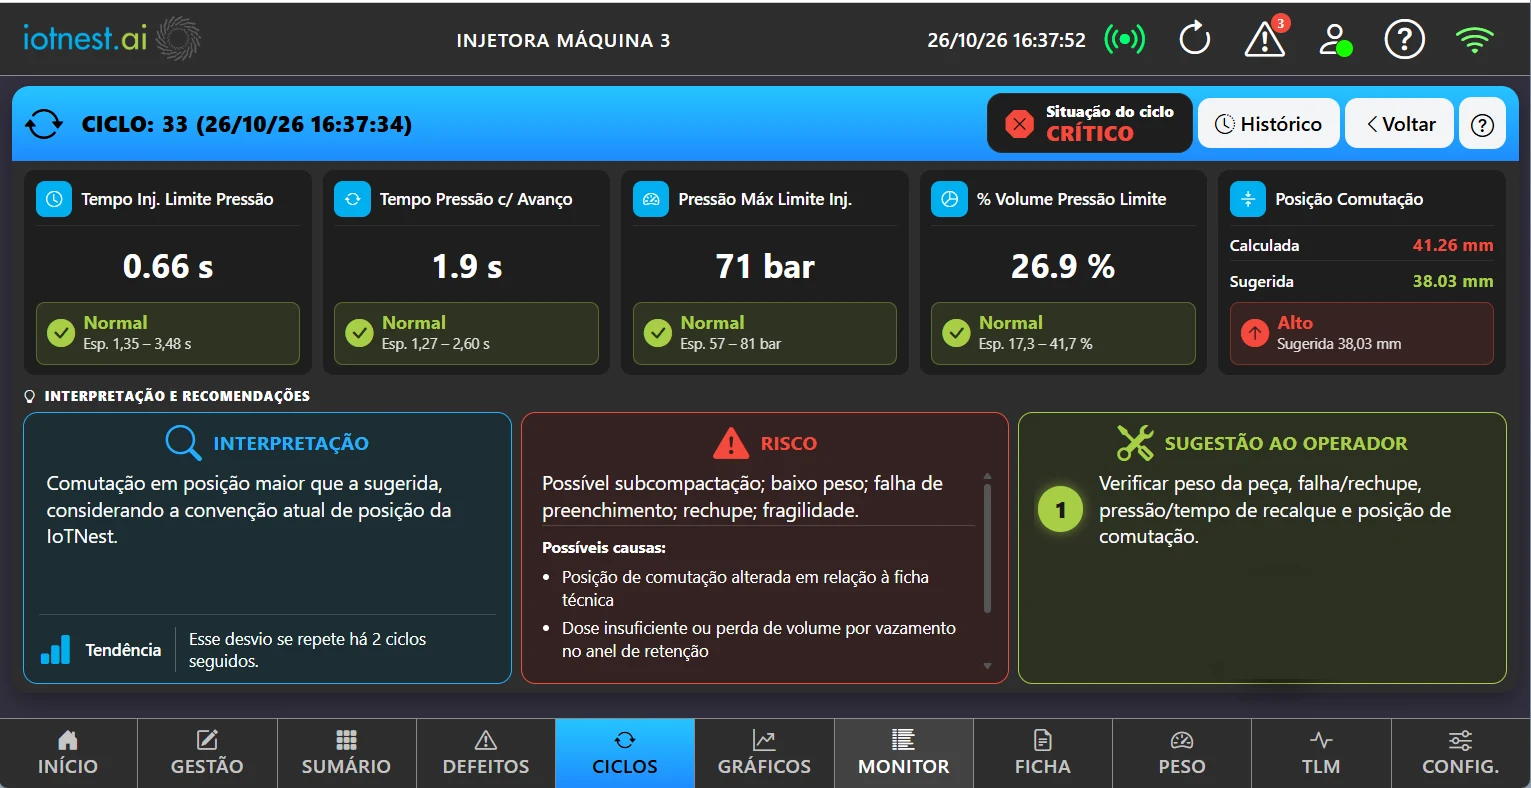 iotnest.ai
INJETORA MÁQUINA 3
26/10/26 16:37:52
3
?
CICLO: 33 (26/10/26 16:37:34)
Situação do ciclo
CRÍTICO
Histórico
Voltar
?
Tempo Inj. Limite Pressão
0.66 s
Normal
Esp. 1,35 – 3,48 s
Tempo Pressão c/ Avanço
1.9 s
Normal
Esp. 1,27 – 2,60 s
Pressão Máx Limite Inj.
71 bar
Normal
Esp. 57 – 81 bar
% Volume Pressão Limite
26.9 %
Normal
Esp. 17,3 – 41,7 %
Posição Comutação
Calculada 41.26 mm
Sugerida 38.03 mm
Alto
Sugerida 38,03 mm
INTERPRETAÇÃO E RECOMENDAÇÕES
INTERPRETAÇÃO
Comutação em posição maior que a sugerida,
considerando a convenção atual de posição da
IoTNest.
Tendência
Esse desvio se repete há 2 ciclos
seguidos.
RISCO
Possível subcompactação; baixo peso; falha de
preenchimento; rechupe; fragilidade.
Possíveis causas:
• Posição de comutação alterada em relação à ficha
técnica
• Dose insuficiente ou perda de volume por vazamento
no anel de retenção
SUGESTÃO AO OPERADOR
1
Verificar peso da peça, falha/rechupe,
pressão/tempo de recalque e posição de
comutação.
INÍCIO
GESTÃO
SUMÁRIO
DEFEITOS
CICLOS
GRÁFICOS
MONITOR
FICHA
PESO
TLM
CONFIG.